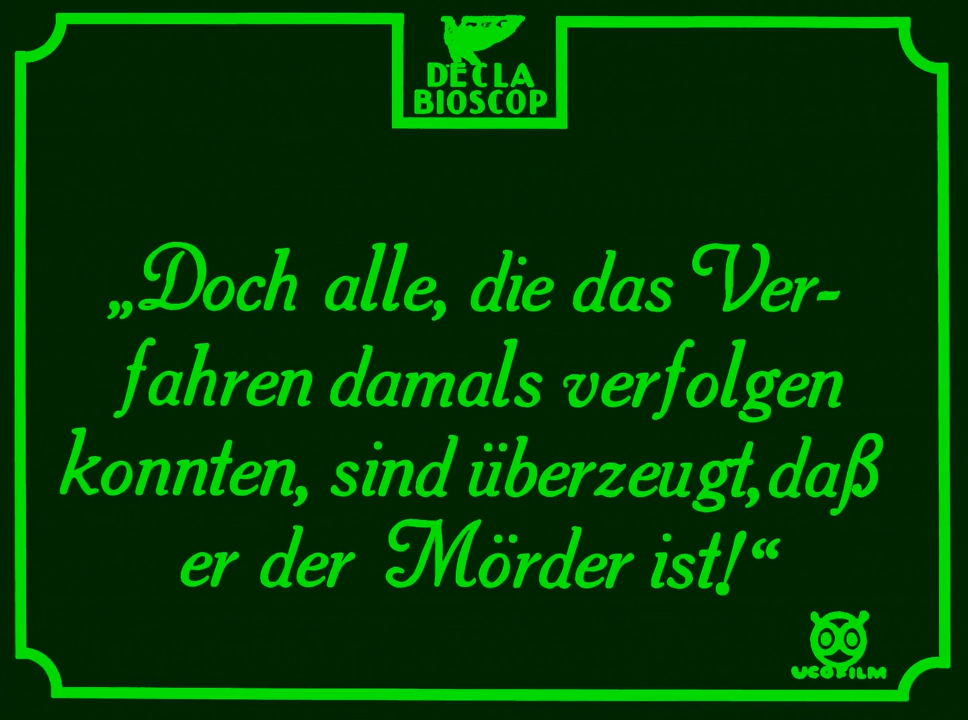 DECLA
BIOSCOP
„Doch alle, die das Ver-
fahren damals verfolgen
konnten, sind überzeugt, daß
er der Mörder ist!“
UCOFILM